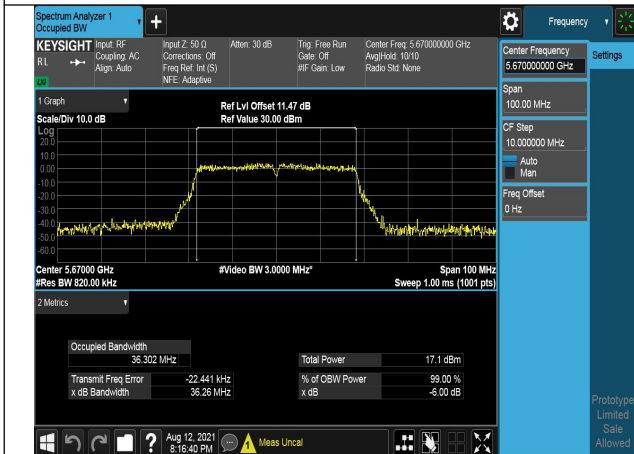 Spectrum Analyzer 1
Occupied BW
Frequency
KEYSIGHT
RL
Input: RF
Coupling: AC
Align: Auto
Input Z: 50 Ω
Corrections: Off
Freq Ref: Int (S)
NFE: Adaptive
Atten: 30 dB
Trig: Free Run
Gate: Off
#IF Gain: Low
Center Freq: 5.670000000 GHz
Avg|Hold: 10/10
Radio Std: None
1 Graph
Scale/Div 10.0 dB
Ref Lvl Offset 11.47 dB
Ref Value 30.00 dBm
Log
20.0
10.0
0.00
-10.0
-20.0
-30.0
-40.0
-50.0
-60.0
Center 5.67000 GHz
#Video BW 3.0000 MHz*
Span 100 MHz
#Res BW 820.00 kHz
Sweep 1.00 ms (1001 pts)
2 Metrics
Occupied Bandwidth
36.302 MHz
Total Power 17.1 dBm
Transmit Freq Error -22.441 kHz
% of OBW Power 99.00 %
x dB Bandwidth 36.26 MHz
x dB -6.00 dB
Aug 12, 2021
8:16:40 PM
Meas Uncal
Center Frequency
5.670000000 GHz
Settings
Span
100.00 MHz
CF Step
10.000000 MHz
Auto
Man
Freq Offset
0 Hz
Prototype
Limited
Sale
Allowed